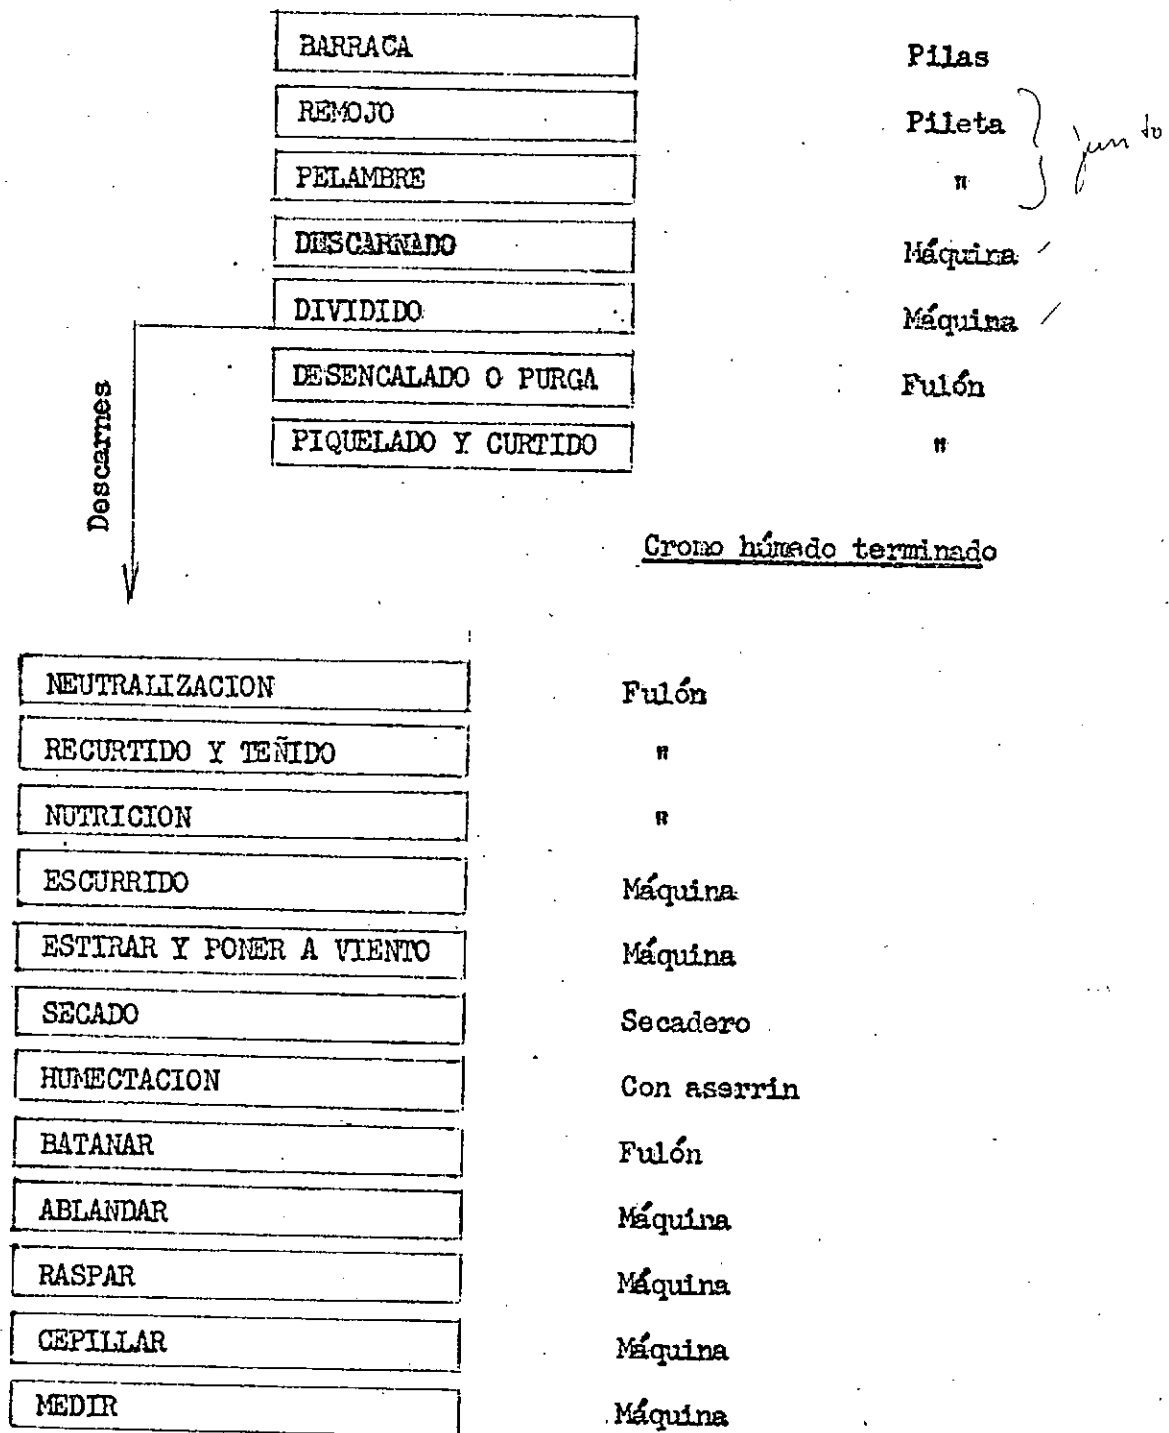 BARRACA Pilas
REMOJO Pileta
junto
PELAMBRE "
DESCARNADO Máquina
DIVIDIDO Máquina
DESENCALADO O PURGA Fulón
PIQUELADO Y CURTIDO "
Descarnes
Cromo húmedo terminado
NEUTRALIZACION Fulón
RECURTIDO Y TEÑIDO "
NUTRICION "
ESCURRIDO Máquina
ESTIRAR Y PONER A VIENTO Máquina
SECADO Secadero
HUMECTACION Con aserrin
BATANAR Fulón
ABLANDAR Máquina
RASPAR Máquina
CEPILLAR Máquina
MEDIR Máquina